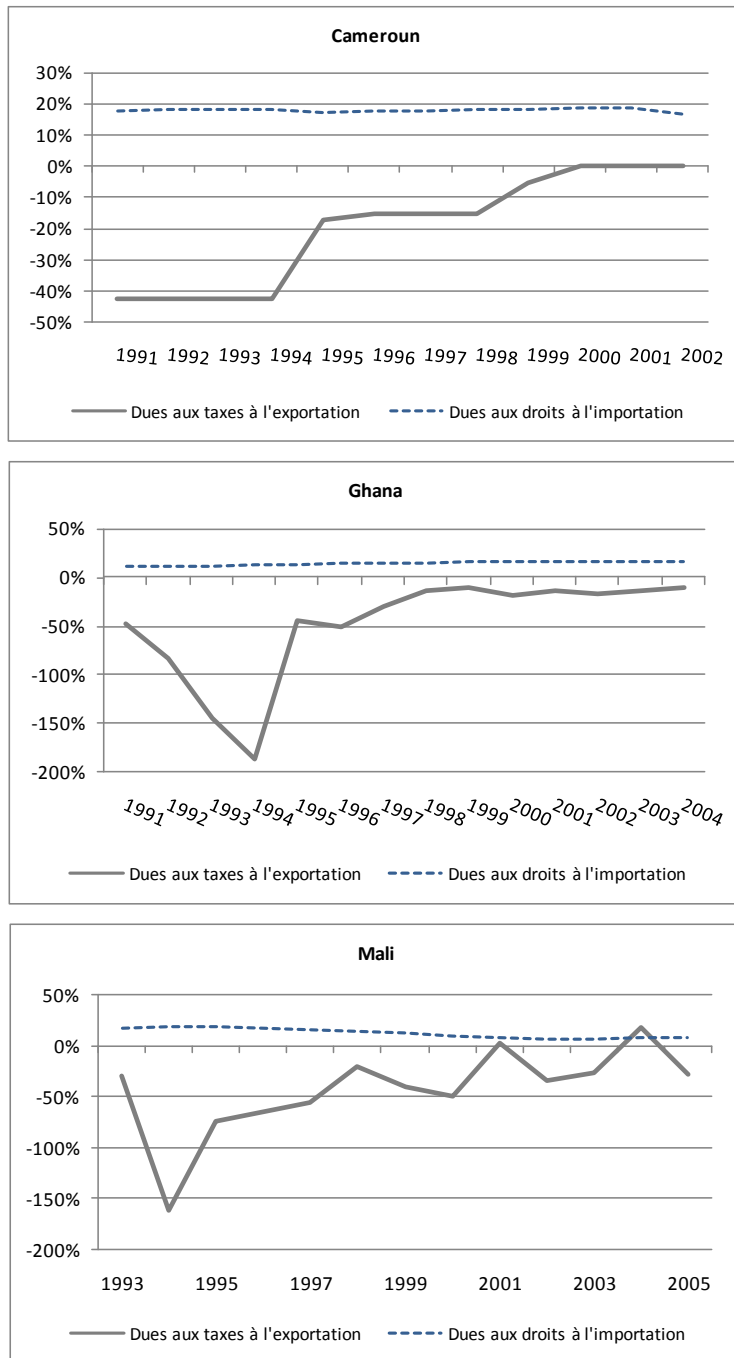 Cameroun
30%
20%
10%
0%
-10%
-20%
-30%
-40%
-50%
1991 1992 1993 1994 1995 1996 1997 1998 1999 2000 2001 2002
Dues aux taxes à l'exportation Dues aux droits à l'importation
Ghana
50%
0%
-50%
-100%
-150%
-200%
1991 1992 1993 1994 1995 1996 1997 1998 1999 2000 2001 2002 2003 2004
Dues aux taxes à l'exportation Dues aux droits à l'importation
Mali
50%
0%
-50%
-100%
-150%
-200%
1993 1995 1997 1999 2001 2003 2005
Dues aux taxes à l'exportation Dues aux droits à l'importation